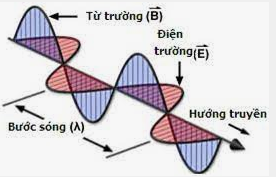 Từ trường (B)
Điện
trường(E)
Bước sóng (λ)
Hướng truyền